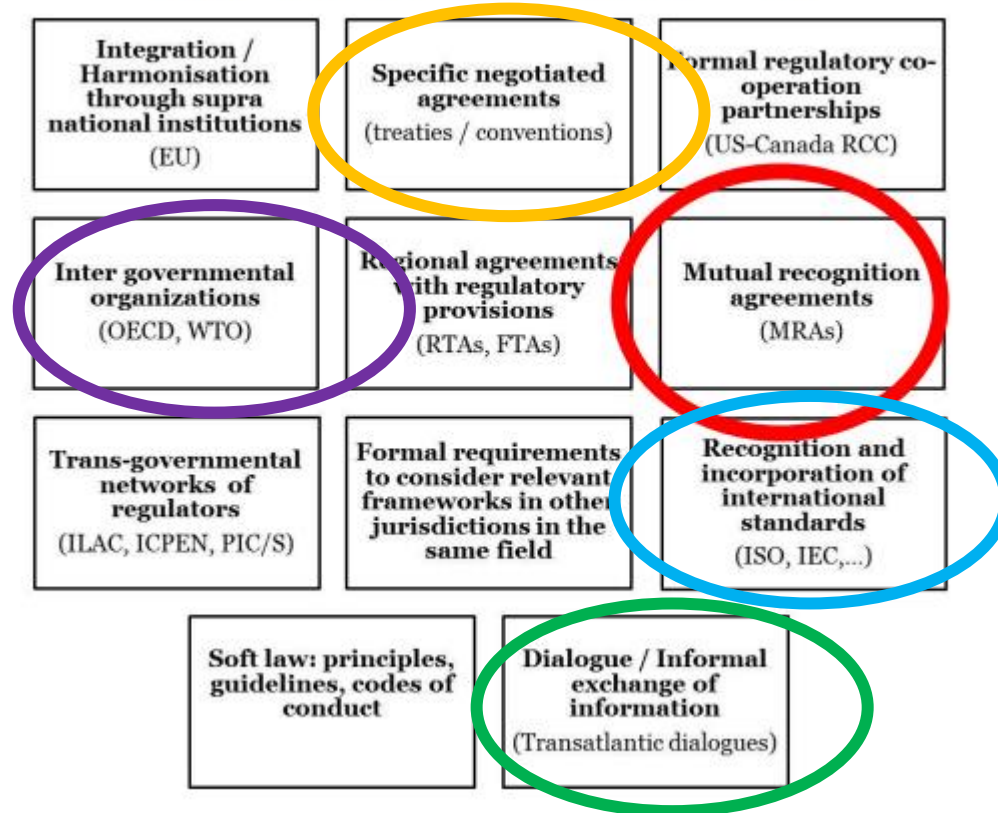 Integration /
Harmonisation
through supra
national institutions
(EU)
Specific negotiated
agreements
(treaties / conventions)
Formal regulatory co-
operation
partnerships
(US-Canada RCC)
Inter governmental
organizations
(OECD, WTO)
Regional agreements
with regulatory
provisions
(RTAs, FTAs)
Mutual recognition
agreements
(MRAs)
Trans-governmental
networks of
regulators
(ILAC, ICPEN, PIC/S)
Formal requirements
to consider relevant
frameworks in other
jurisdictions in the
same field
Recognition and
incorporation of
international
standards
(ISO, IEC,...)
Soft law: principles,
guidelines, codes of
conduct
Dialogue / Informal
exchange of
information
(Transatlantic dialogues)